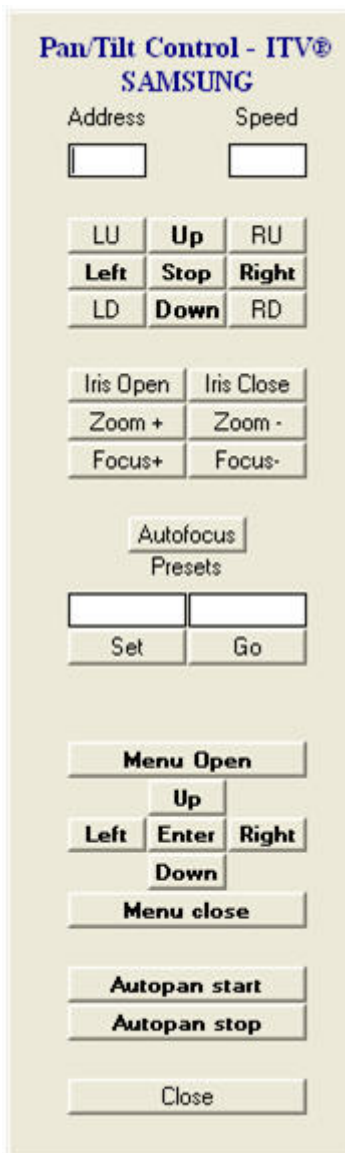 Pan/Tilt Control - ITV®
SAMSUNG
Address Speed
LU Up RU
Left Stop Right
LD Down RD
Iris Open Iris Close
Zoom + Zoom -
Focus+ Focus-
Autofocus
Presets
Set Go
Menu Open
Up
Left Enter Right
Down
Menu close
Autopan start
Autopan stop
Close